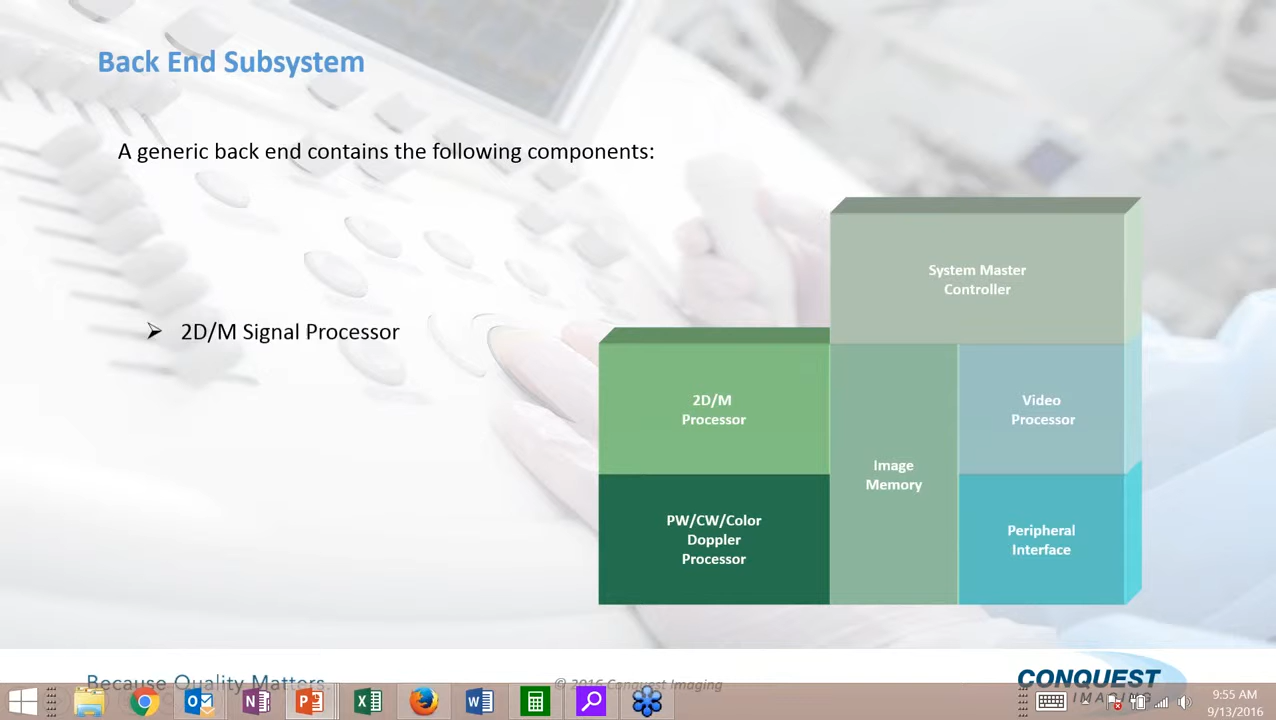 Back End Subsystem
A generic back end contains the following components:
2D/M Signal Processor
System Master
Controller
2D/M
Processor
Video
Processor
Image
Memory
PW/CW/Color
Doppler
Processor
Peripheral
Interface
Because Quality Matters.
© 2016 Conquest Imaging
CONQUEST
IMAGING
9:55 AM
9/13/2016